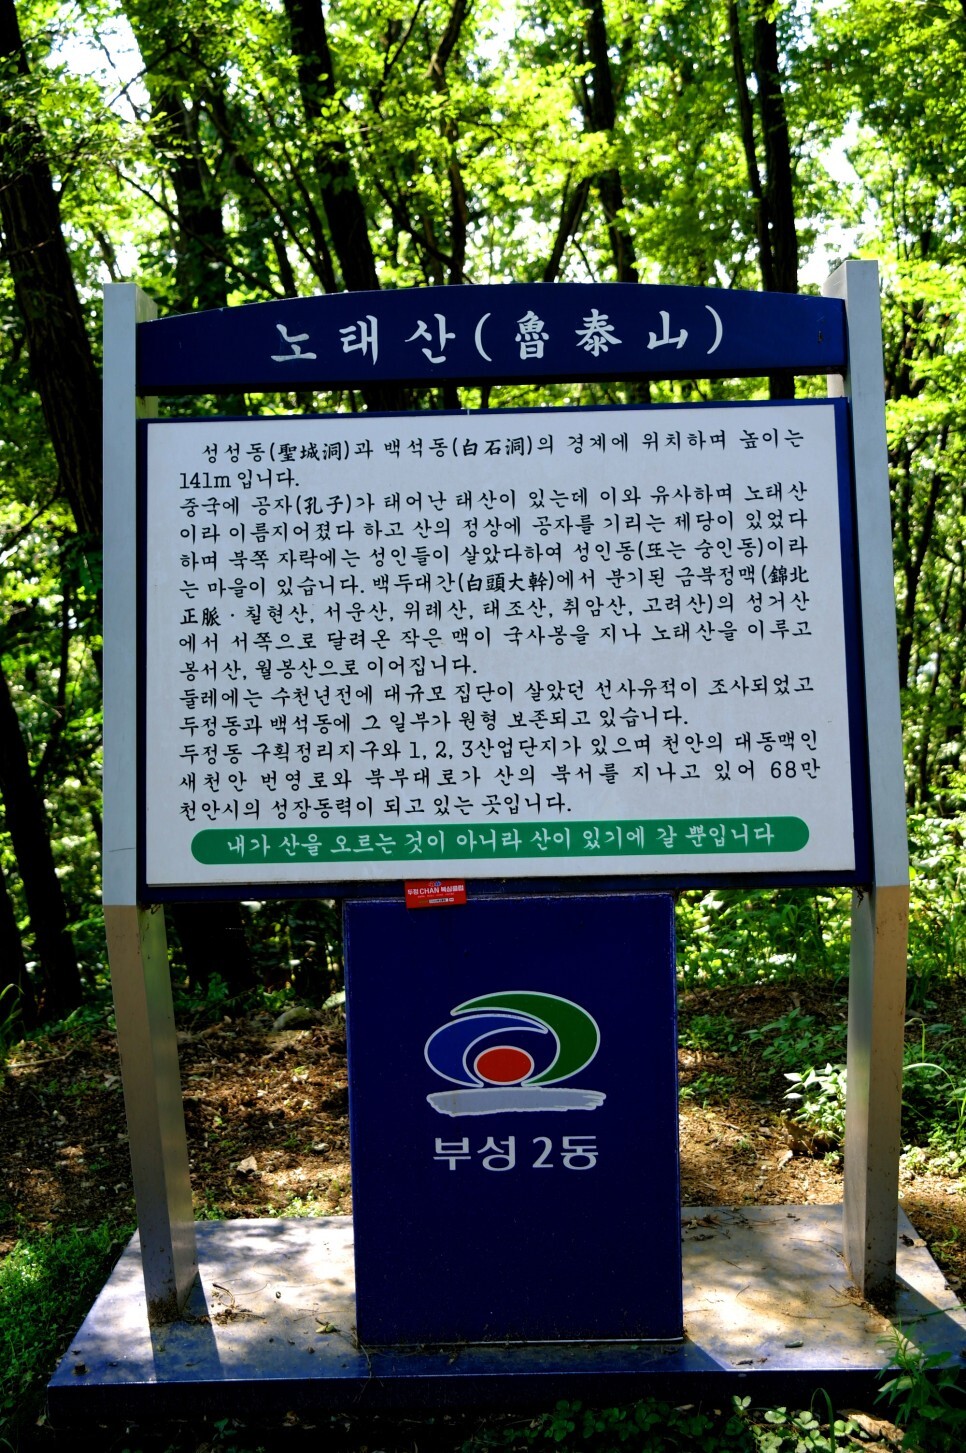 노태산(魯泰山)
성성동(聖城洞)과 백석동(白石洞)의 경계에 위치하며 높이는
141m 입니다.
중국에 공자(孔子)가 태어난 태산이 있는데 이와 유사하며 노태산
이라 이름지어졌다 하고 산의 정상에 공자를 기리는 제당이 있었다
하며 북쪽 자락에는 성인들이 살았다하여 성인동(또는 숭인동)이라
는 마을이 있습니다. 백두대간(白頭大幹)에서 분기된 금북정맥(錦北
正脈 · 칠현산, 서운산, 위례산, 태조산, 취암산, 고려산)의 성거산
에서 서쪽으로 달려온 작은 맥이 국사봉을 지나 노태산을 이루고
봉서산, 월봉산으로 이어집니다.
둘레에는 수천년전에 대규모 집단이 살았던 선사유적이 조사되었고
두정동과 백석동에 그 일부가 원형 보존되고 있습니다.
두정동 구획정리지구와 1, 2, 3산업단지가 있으며 천안의 대동맥인
새천안 번영로와 북부대로가 산의 북서를 지나고 있어 68만
천안시의 성장동력이 되고 있는 곳입니다.
내가 산을 오르는 것이 아니라 산이 있기에 갈 뿐입니다
CHAN
부성2동